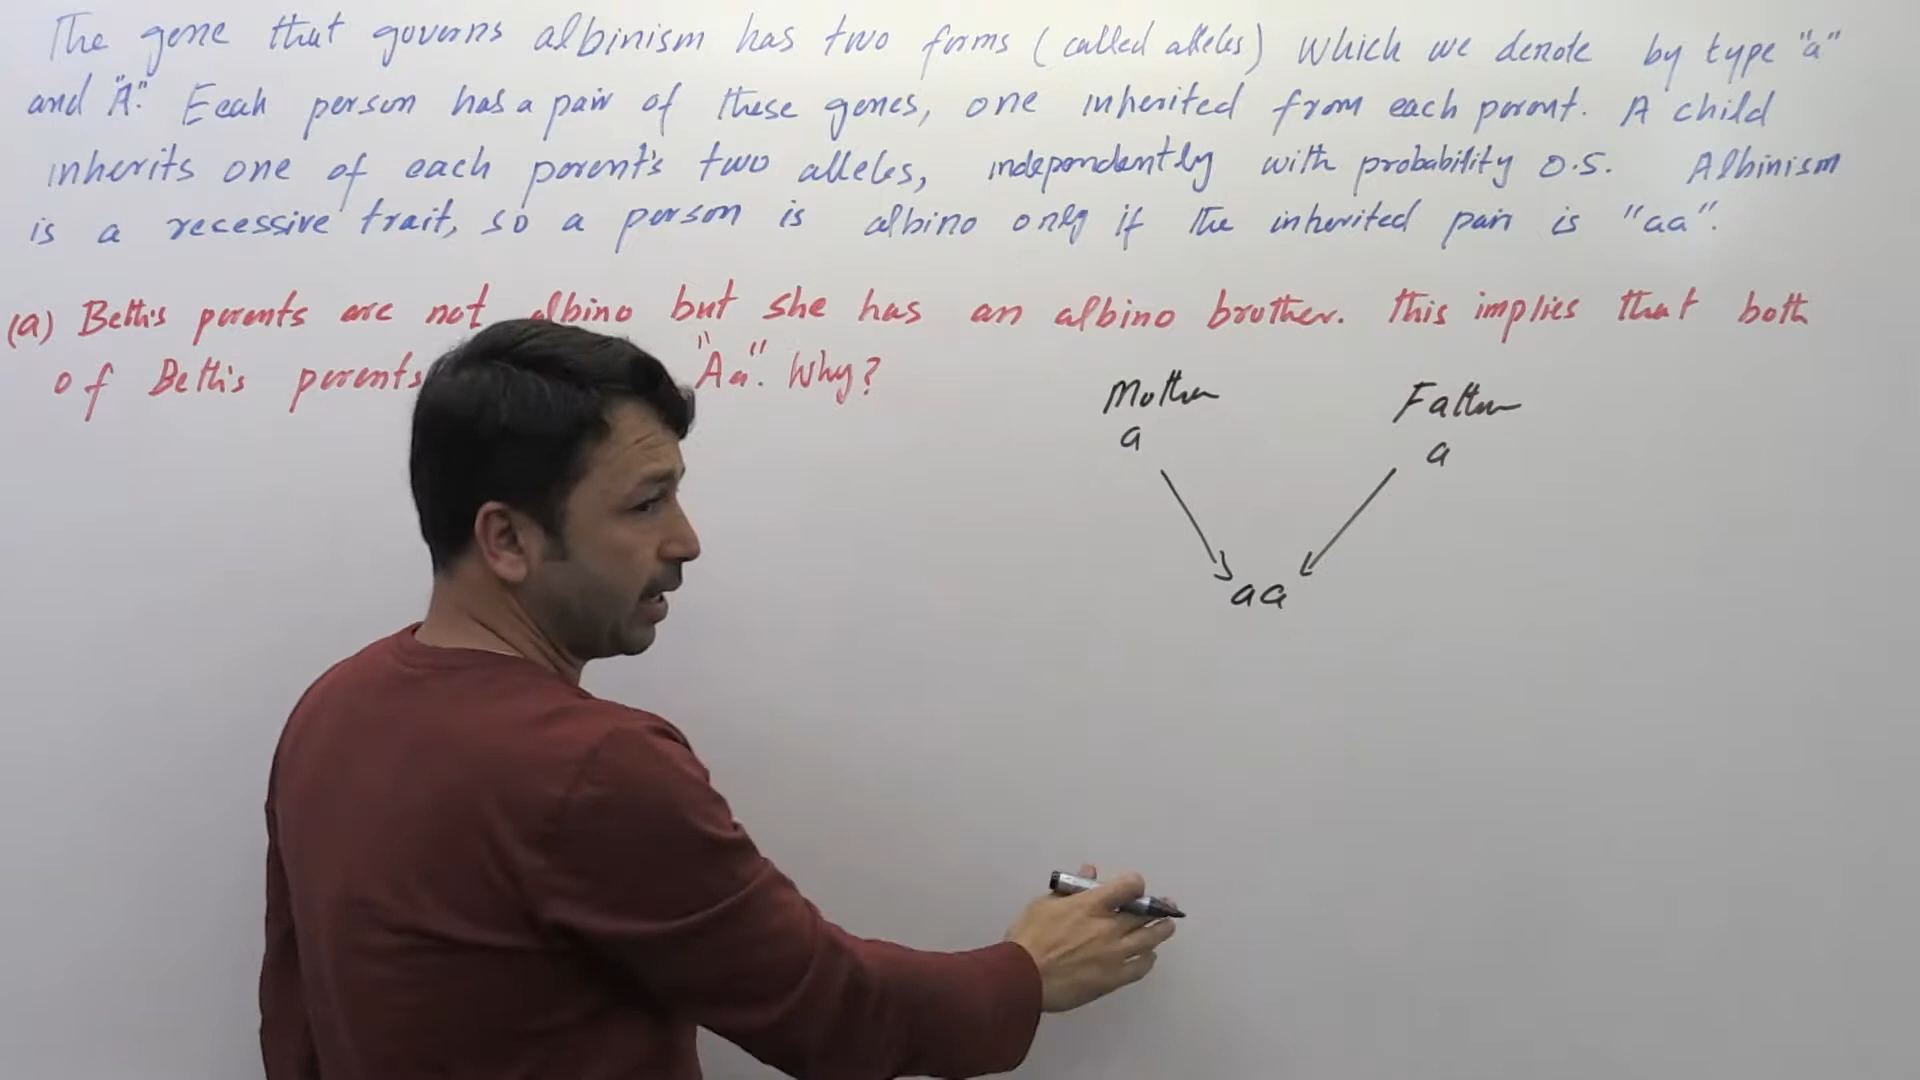 The gene that governs albinism has two forms (called alleles) which we denote by type "a"
and "A". Eeah person has a pair of these genes, one inherited from each parent. A child
inherits one of each parent's two alleles, independently with probability 0.5. Albinism
is a recessive trait, so a person is albino only if the inherited pair is "aa".
(a) Beth's parents are not albino but she has an albino brother. This implies that both
of Beth's parents "Aa". Why?
Mother Father
a a
aa